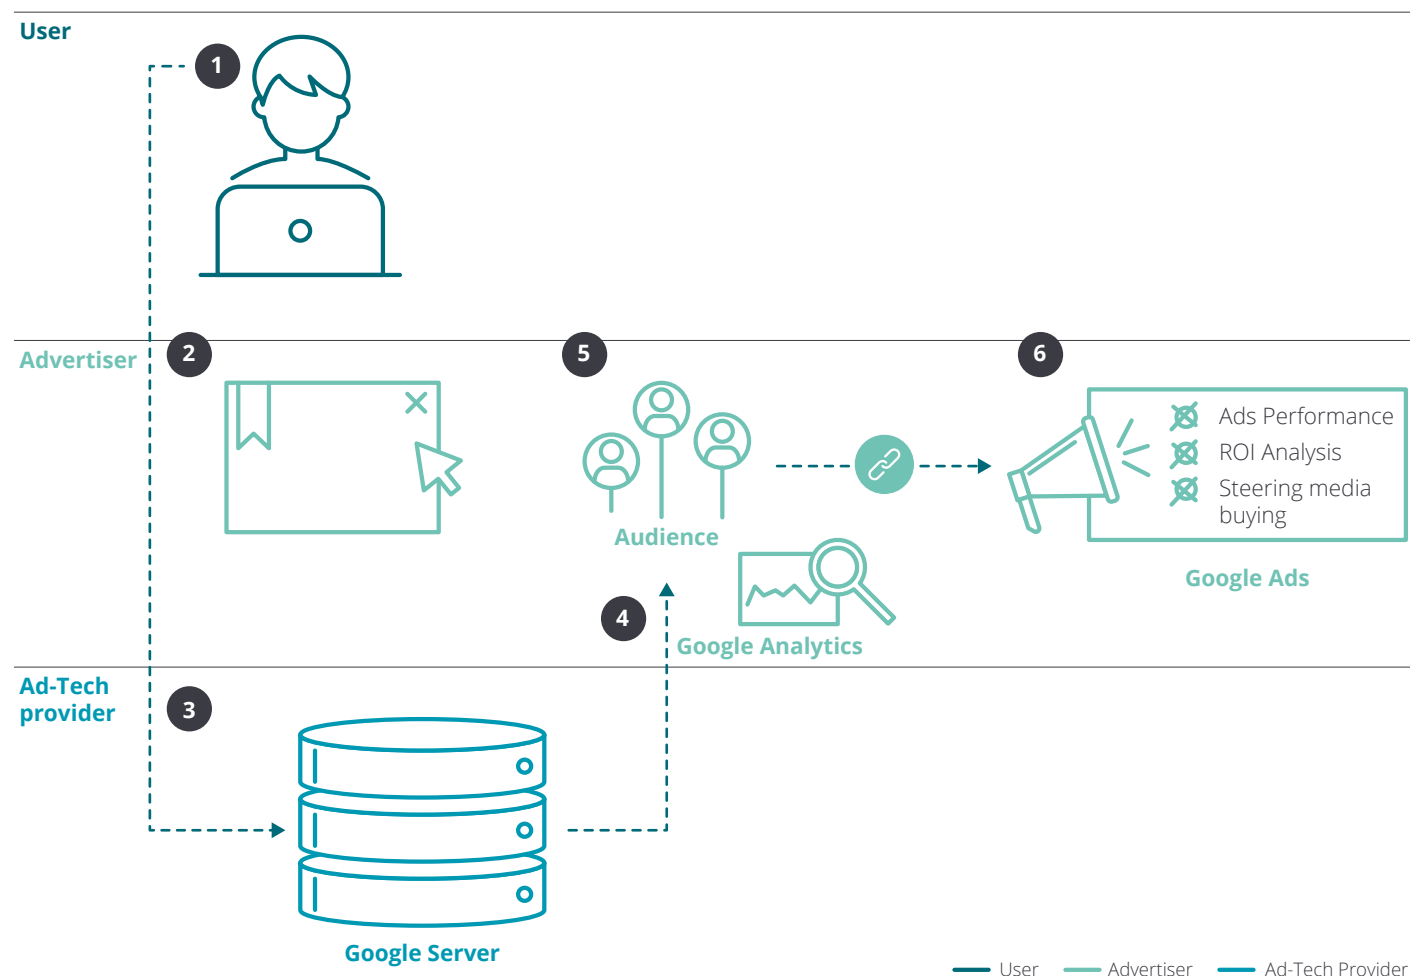 User
1
Advertiser
2
5
6
Ads Performance
ROI Analysis
Steering media
buying
Audience
Google Ads
4
Google Analytics
Ad-Tech
provider
3
Google Server
User
Advertiser
Ad-Tech Provider